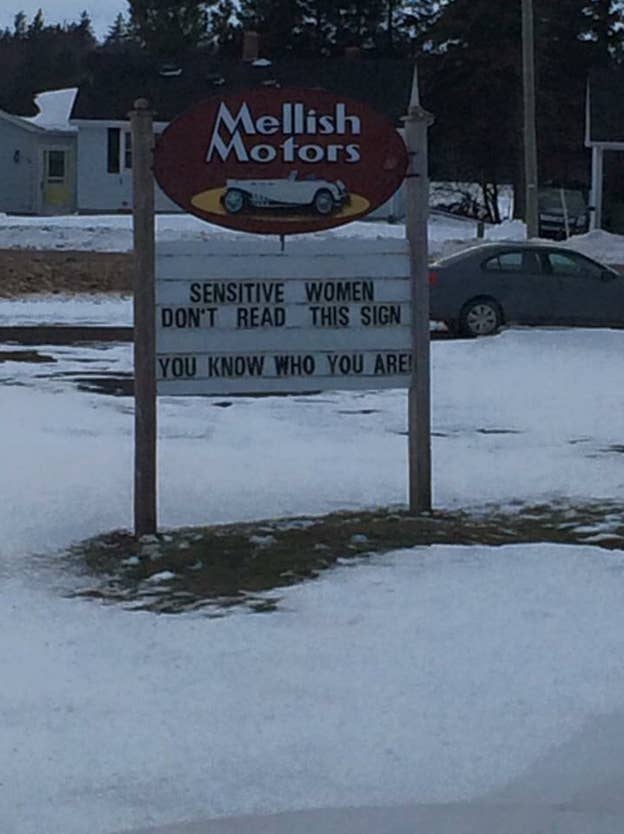 Mellish
Motors
SENSITIVE WOMEN
DON'T READ THIS SIGN
YOU KNOW WHO YOU ARE!